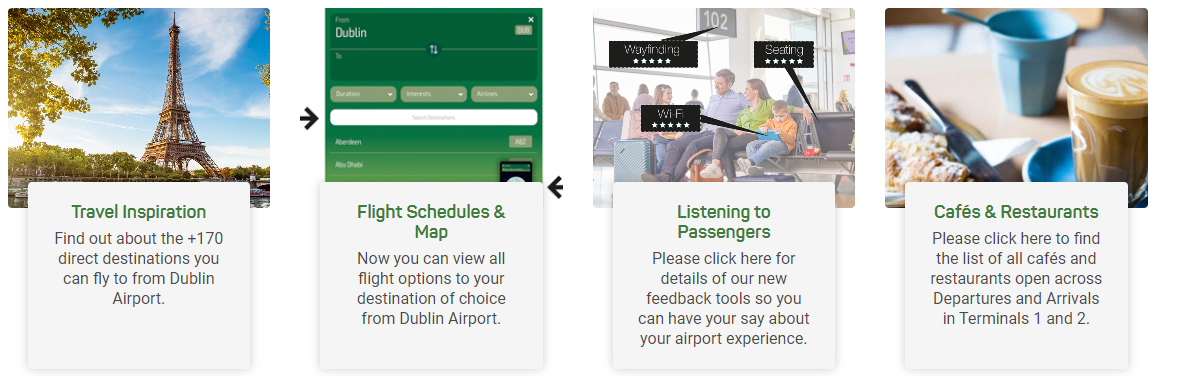 From
Dublin
DUB
To
Duration
Interests
Airlines
Search Destinations
Aberdeen
ABZ
Abu Dhabi
102
Wayfinding
★★★★★
Seating
★★★★★
Wi-Fi
★★★★★
Travel Inspiration
Find out about the +170
direct destinations you
can fly to from Dublin
Airport.
Flight Schedules &
Map
Now you can view all
flight options to your
destination of choice
from Dublin Airport.
Listening to
Passengers
Please click here for
details of our new
feedback tools so you
can have your say about
your airport experience.
Cafés & Restaurants
Please click here to find
the list of all cafés and
restaurants open across
Departures and Arrivals
in Terminals 1 and 2.